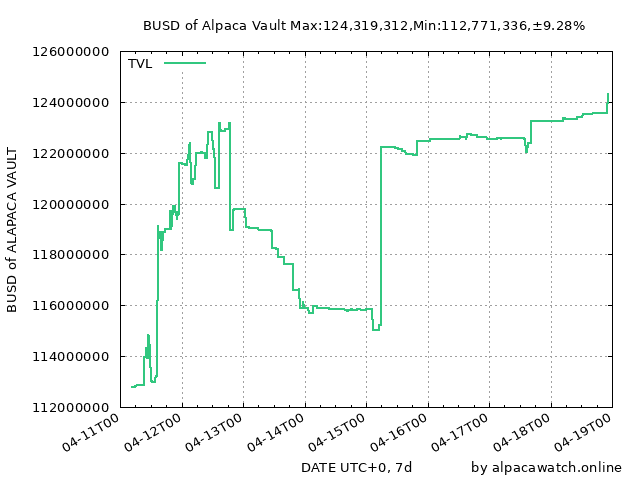 BUSD of Alpaca Vault Max:124,319,312,Min:112,771,336,±9.28%
TVL
126000000
124000000
122000000
120000000
118000000
116000000
114000000
112000000
BUSD of ALAPACA VAULT
04-11T00
04-12T00
04-13T00
04-14T00
04-15T00
04-16T00
04-17T00
04-18T00
04-19T00
DATE UTC+0, 7d
by alpacawatch.online